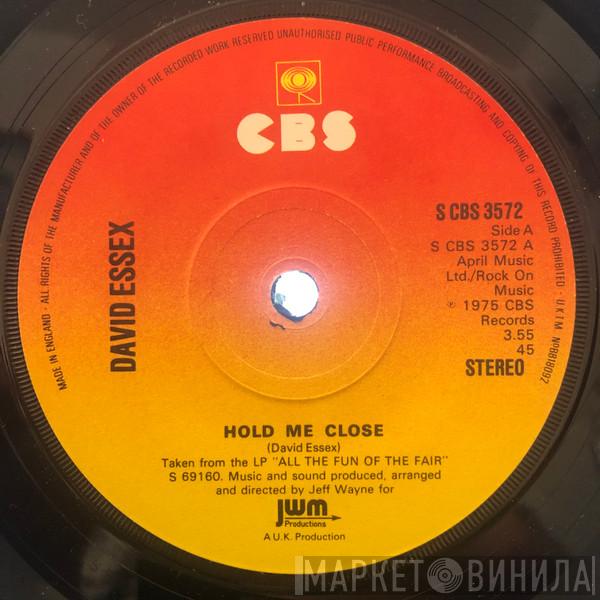 MADE IN ENGLAND · ALL RIGHTS OF THE MANUFACTURER AND OF THE OWNER OF THE RECORDED WORK RESERVED UNAUTHORISED PUBLIC PERFORMANCE BROADCASTING AND COPYING OF THIS RECORD PROHIBITED · U.K.T.M. No 8818092
CBS
DAVID ESSEX
S CBS 3572
Side A
S CBS 3572 A
April Music
Ltd./Rock On
Music
℗ 1975 CBS
Records
3.55
45
STEREO
HOLD ME CLOSE
(David Essex)
Taken from the LP "ALL THE FUN OF THE FAIR"
S 69160. Music and sound produced, arranged
and directed by Jeff Wayne for
jwm
Productions
A U.K. Production
МАРКЕТ ВИНИЛА